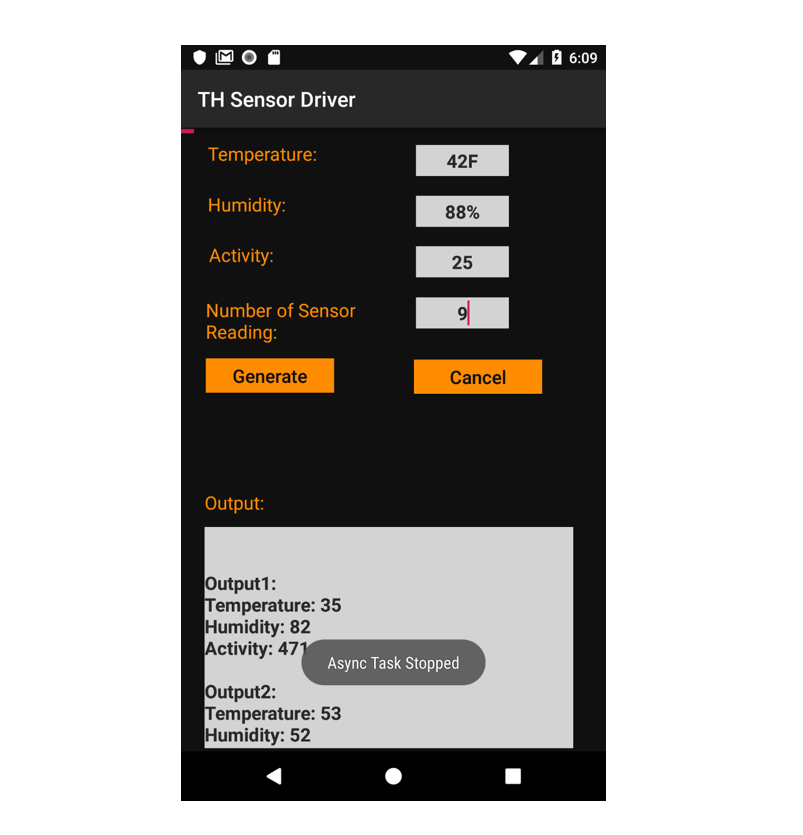 6:09
TH Sensor Driver
Temperature:
42F
Humidity:
88%
Activity:
25
Number of Sensor
Reading:
9
Generate
Cancel
Output:
Output1:
Temperature: 35
Humidity: 82
Activity: 471
Async Task Stopped
Output2:
Temperature: 53
Humidity: 52